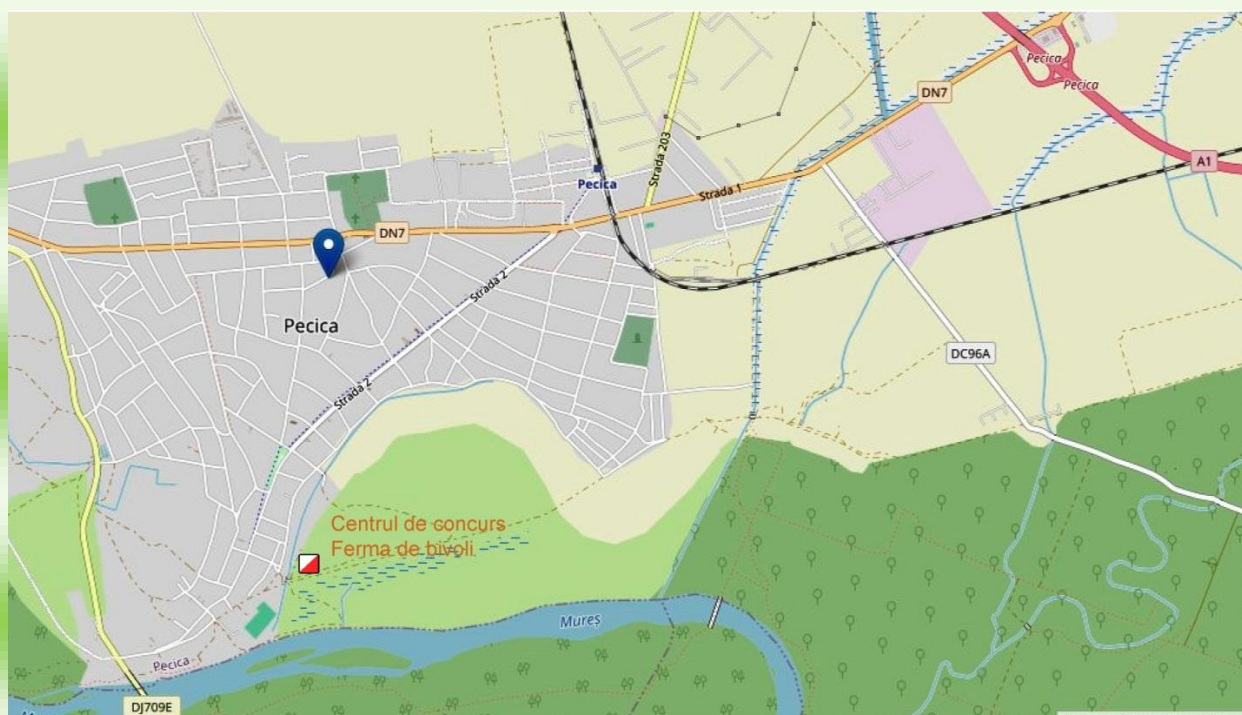 Pecica
Pecica
DN7
A1
Strada 203
Pecica
Strada 1
DN7
Strada 2
Pecica
DC96A
Strada 2
Centrul de concurs
Ferma de bivoli
Mureș
Pecica
DJ709E